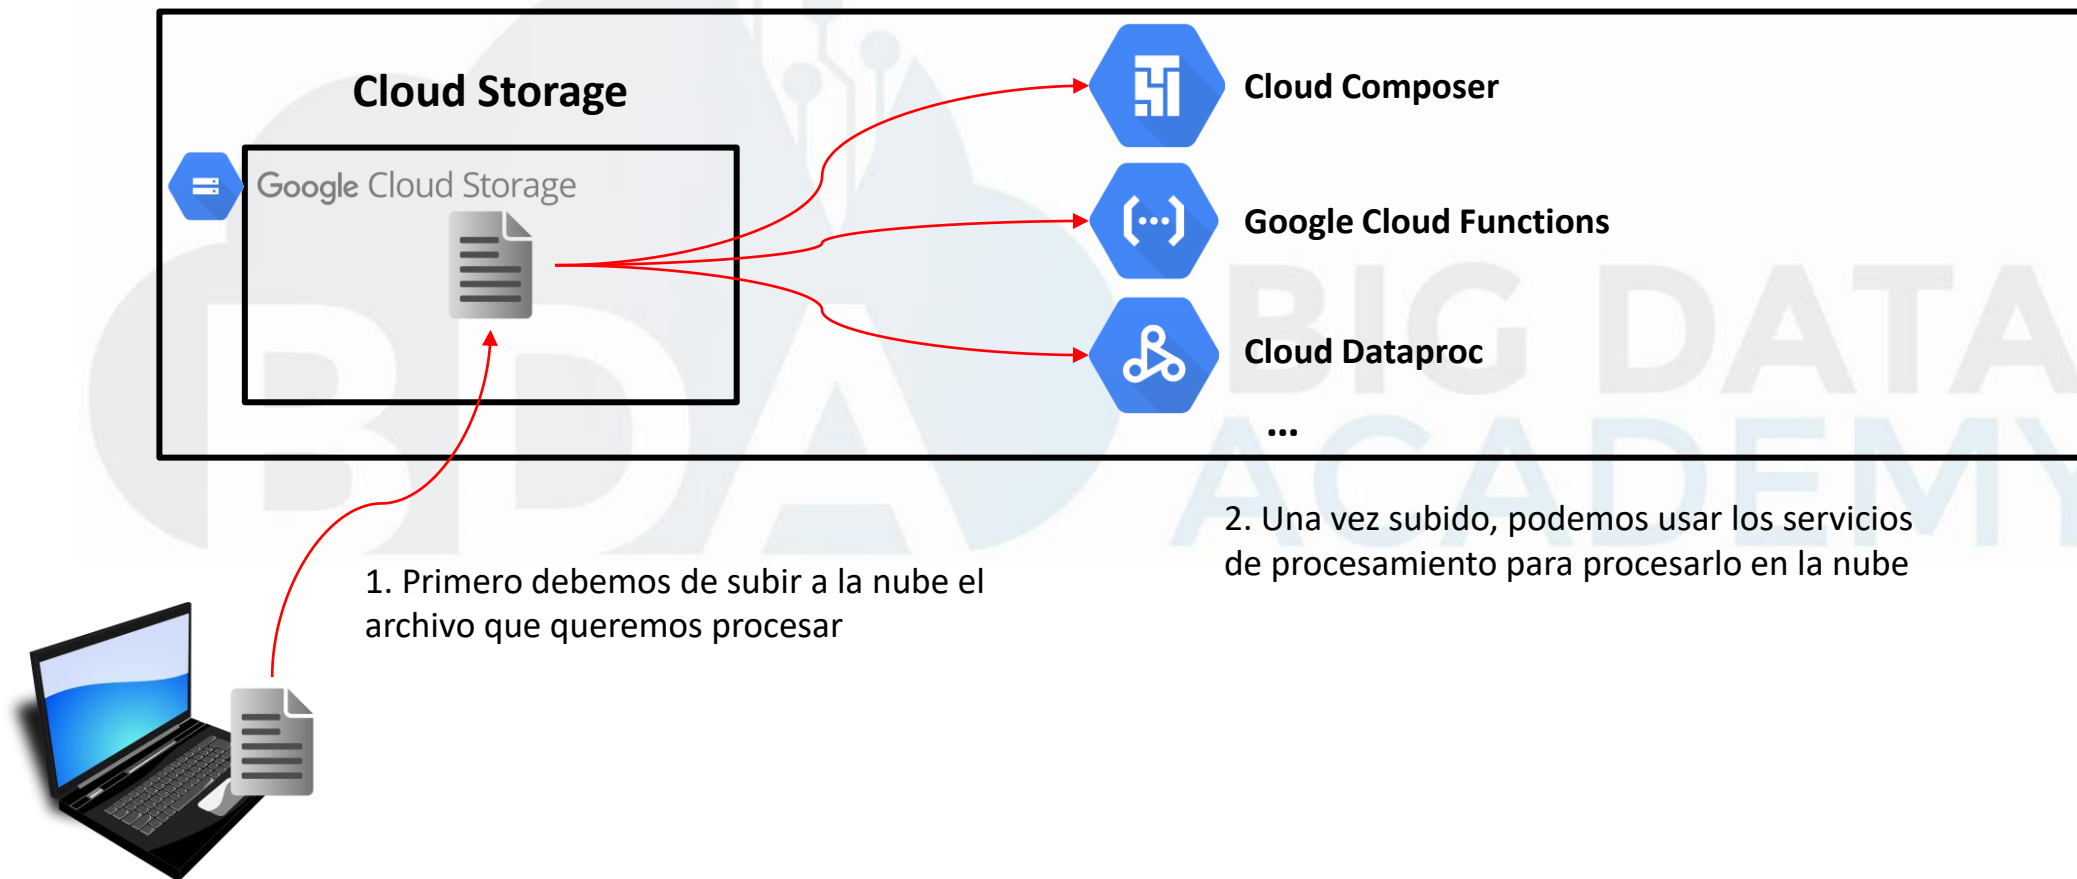 Cloud Storage
Google Cloud Storage
Cloud Composer
Google Cloud Functions
Cloud Dataproc
...
1. Primero debemos de subir a la nube el
archivo que queremos procesar
2. Una vez subido, podemos usar los servicios
de procesamiento para procesarlo en la nube
BDA
BIG DATA
ACADEMY